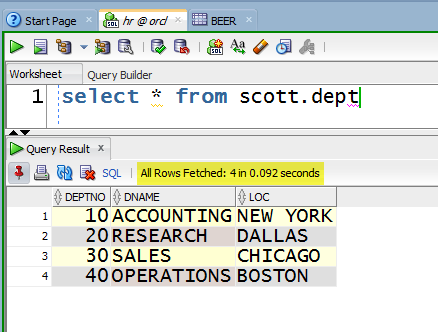 Start Page hr @ orcl BEER
Worksheet Query Builder
1 select * from scott.dept
Query Result x
SQL All Rows Fetched: 4 in 0.092 seconds
DEPTNO DNAME LOC
1 10 ACCOUNTING NEW YORK
2 20 RESEARCH DALLAS
3 30 SALES CHICAGO
4 40 OPERATIONS BOSTON